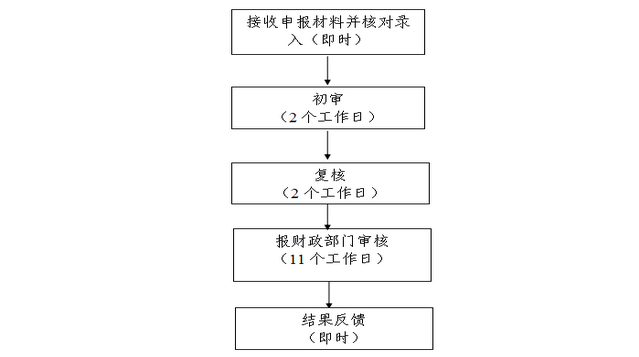 接收申报材料并核对录
入（即时）
初审
（2 个工作日）
复核
（2 个工作日）
报财政部门审核
（11 个工作日）
结果反馈
（即时）